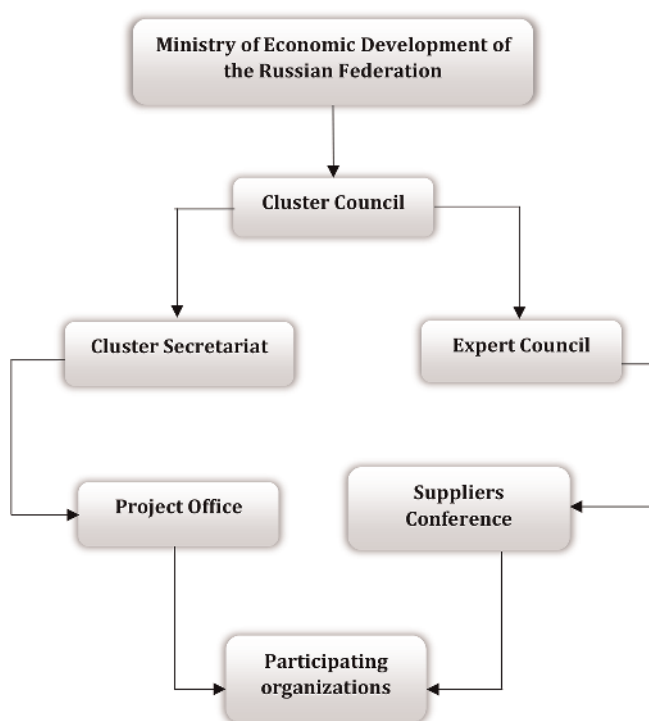 Ministry of Economic Development of
the Russian Federation
Cluster Council
Cluster Secretariat
Expert Council
Project Office
Suppliers
Conference
Participating
organizations